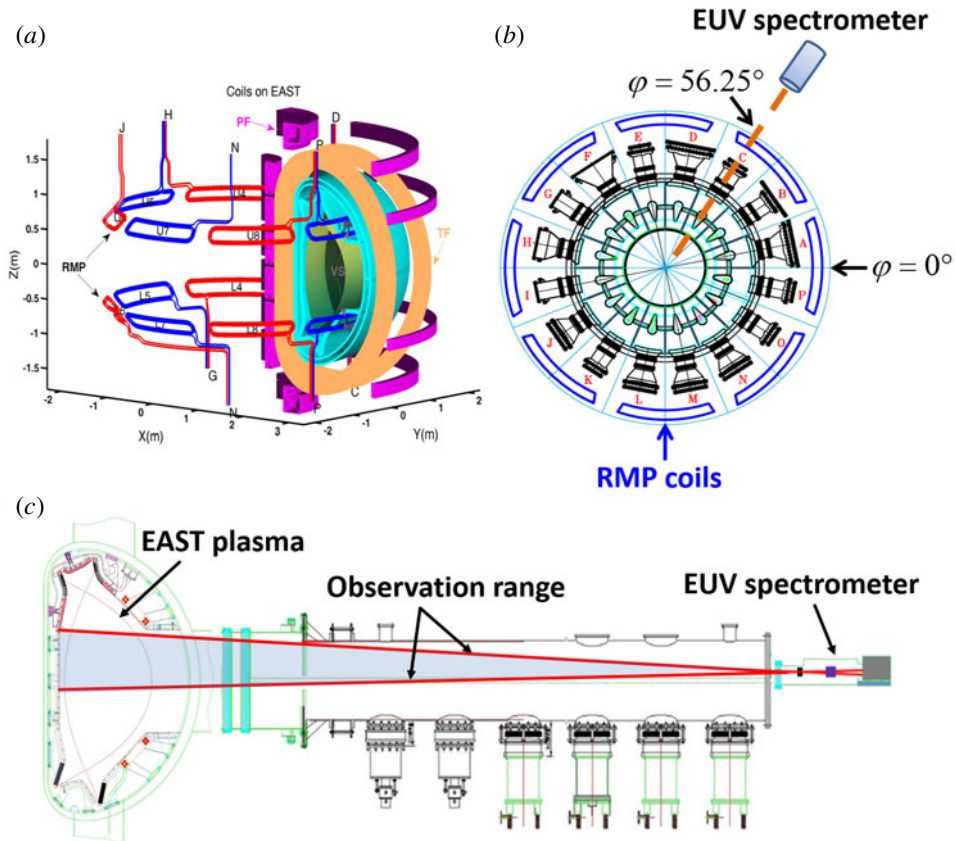 (a)
Coils on EAST
PF
D
H
J
N
P
U5
U4
U7
U8
TF
RMP
VS
L5
L4
L7
L8
G
N
P
C
Z(m)
1.5
1
0.5
0
-0.5
-1
-1.5
-2
-1
0
1
2
3
X(m)
-2
-1
0
1
2
Y(m)
(b)
EUV spectrometer
φ = 56.25°
E
D
F
C
G
B
H
A
φ = 0°
I
P
J
O
K
N
L
M
RMP coils
(c)
EAST plasma
EUV spectrometer
Observation range